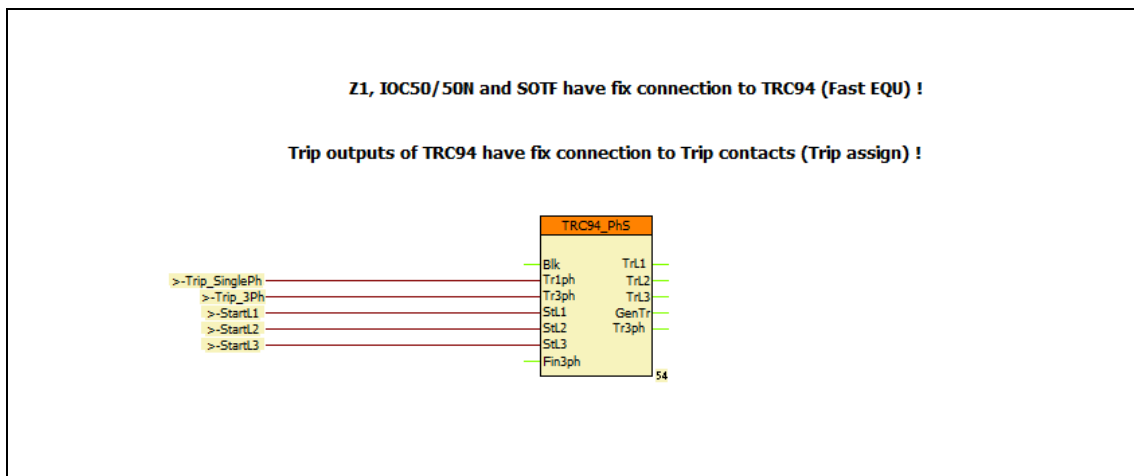 Z1, IOC50/50N and SOTF have fix connection to TRC94 (Fast EQU) !
Trip outputs of TRC94 have fix connection to Trip contacts (Trip assign) !
TRC94_PhS
Blk TrL1
>-Trip_SinglePh Tr1ph TrL2
>-Trip_3Ph Tr3ph TrL3
>-StartL1 StL1 GenTr
>-StartL2 StL2 Tr3ph
>-StartL3 StL3
Fin3ph
54